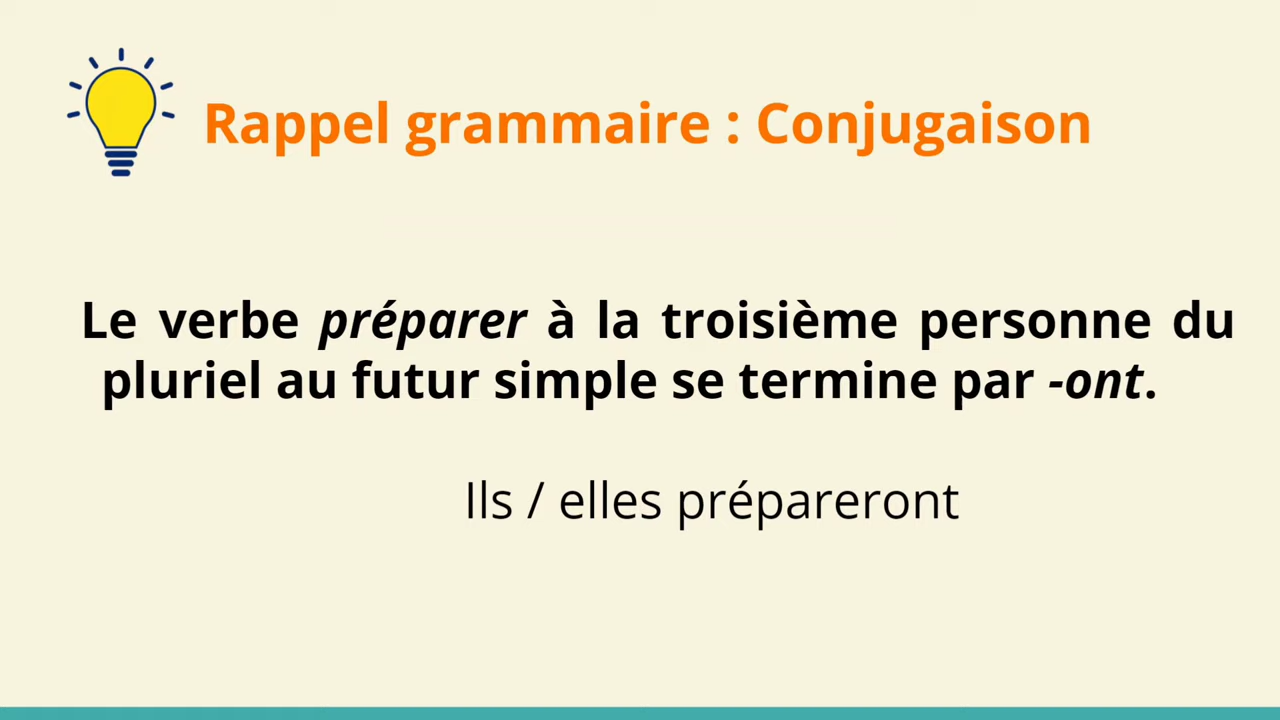 Rappel grammaire : Conjugaison
Le verbe préparer à la troisième personne du
pluriel au futur simple se termine par -ont.
Ils / elles prépareront